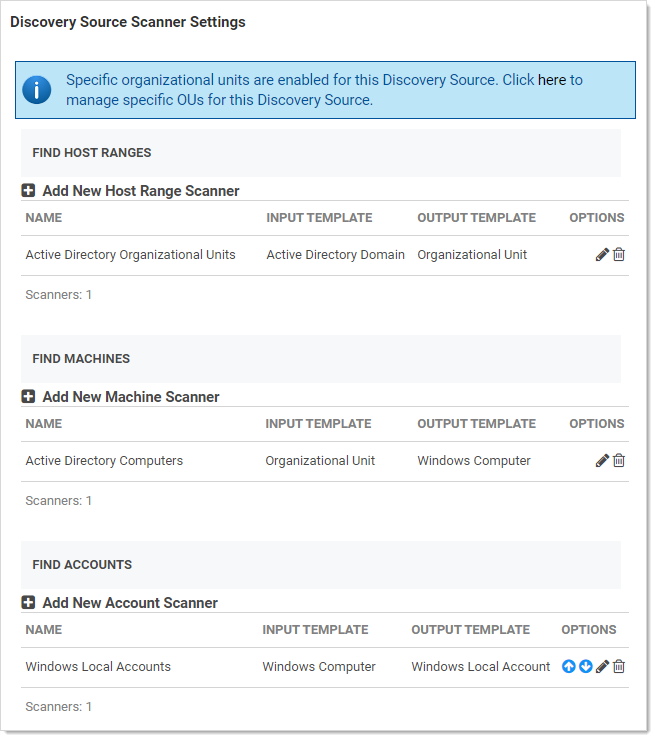 Discovery Source Scanner Settings
Specific organizational units are enabled for this Discovery Source. Click here to
manage specific OUs for this Discovery Source.
FIND HOST RANGES
Add New Host Range Scanner
NAME INPUT TEMPLATE OUTPUT TEMPLATE OPTIONS
Active Directory Organizational Units Active Directory Domain Organizational Unit
Scanners: 1
FIND MACHINES
Add New Machine Scanner
NAME INPUT TEMPLATE OUTPUT TEMPLATE OPTIONS
Active Directory Computers Organizational Unit Windows Computer
Scanners: 1
FIND ACCOUNTS
Add New Account Scanner
NAME INPUT TEMPLATE OUTPUT TEMPLATE OPTIONS
Windows Local Accounts Windows Computer Windows Local Account
Scanners: 1